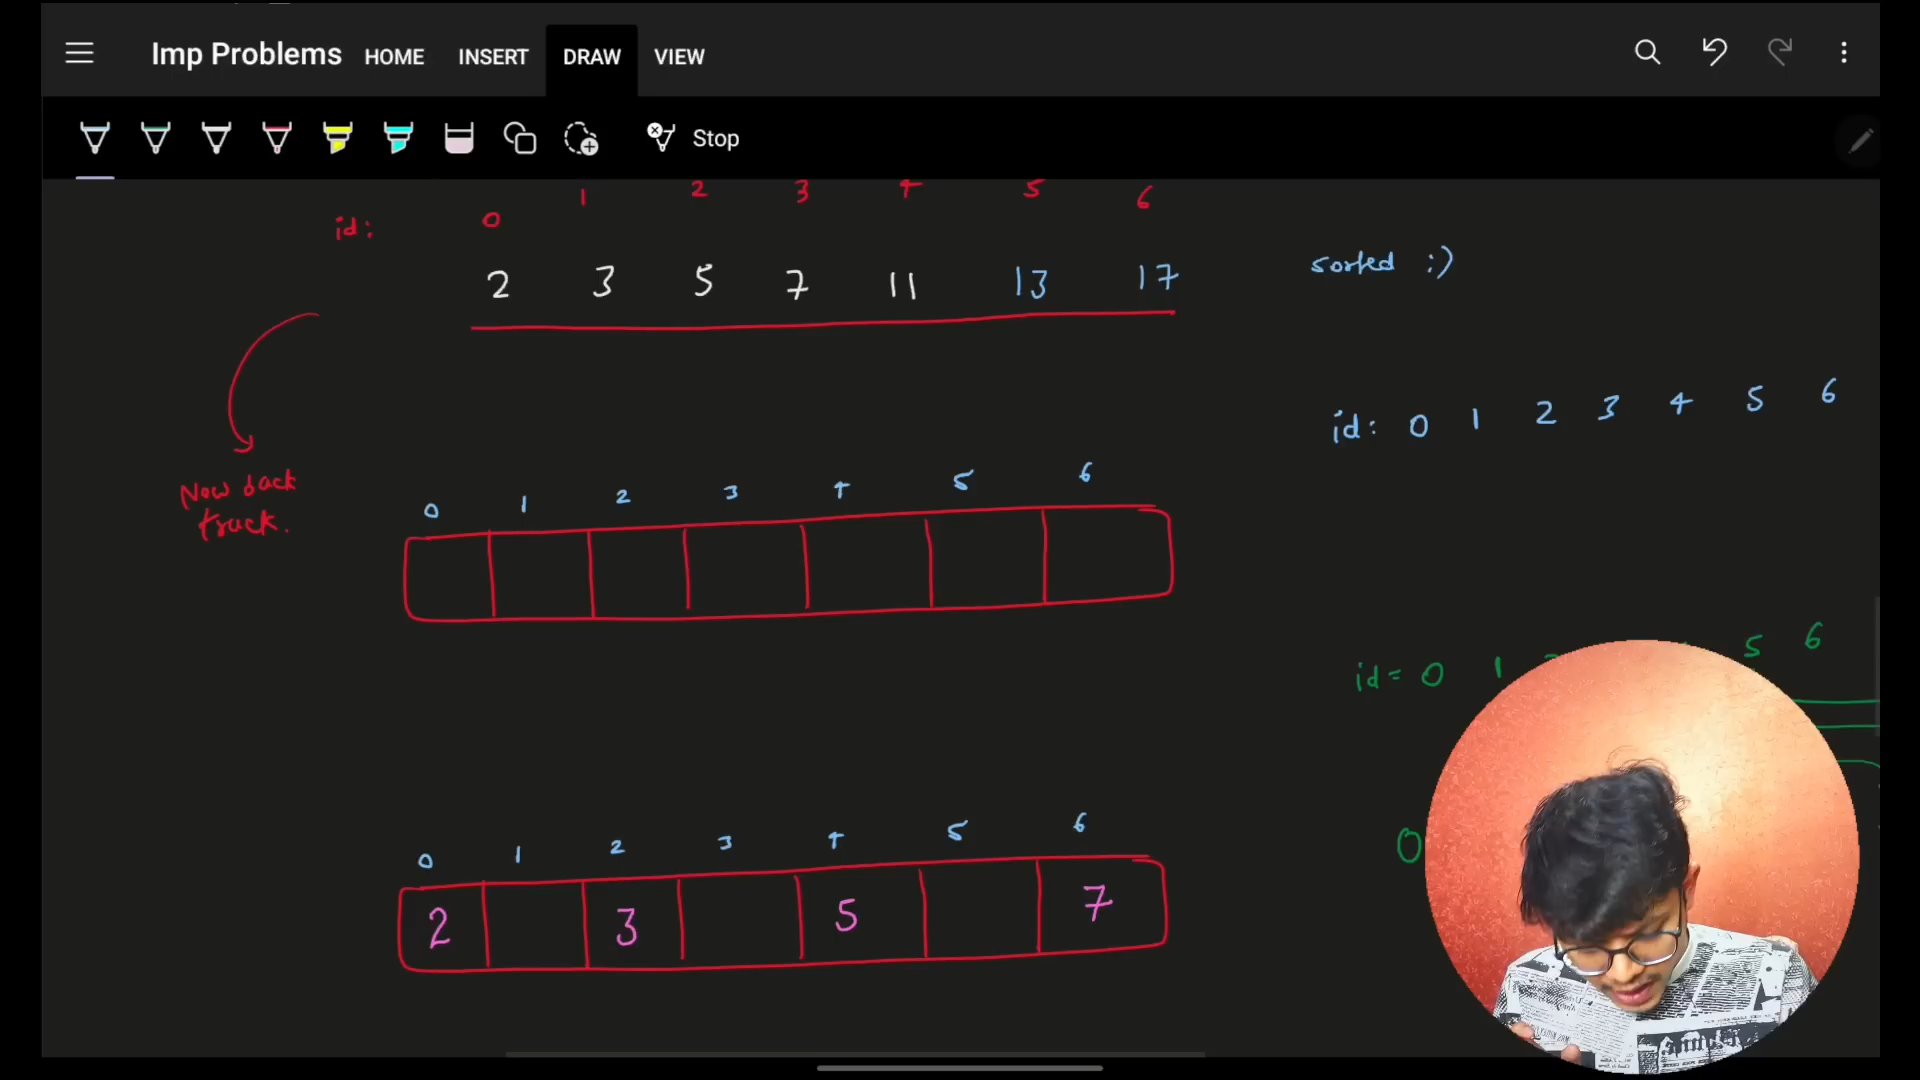 Imp Problems HOME INSERT DRAW VIEW
Stop
id: 0 1 2 3 4 5 6
2 3 5 7 11 13 17
sorted :)
id: 0 1 2 3 4 5 6
Now back
track.
0 1 2 3 4 5 6
id= 0 1 5 6
0 1 2 3 4 5 6
2 3 5 7
0